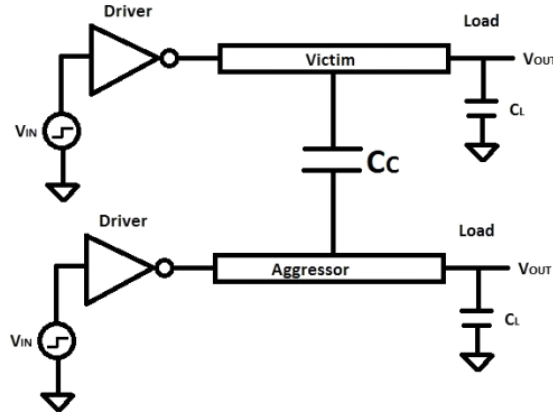 Driver
Load
Victim
VOUT
CL
VIN
CC
Driver
Load
Aggressor
VOUT
CL
VIN